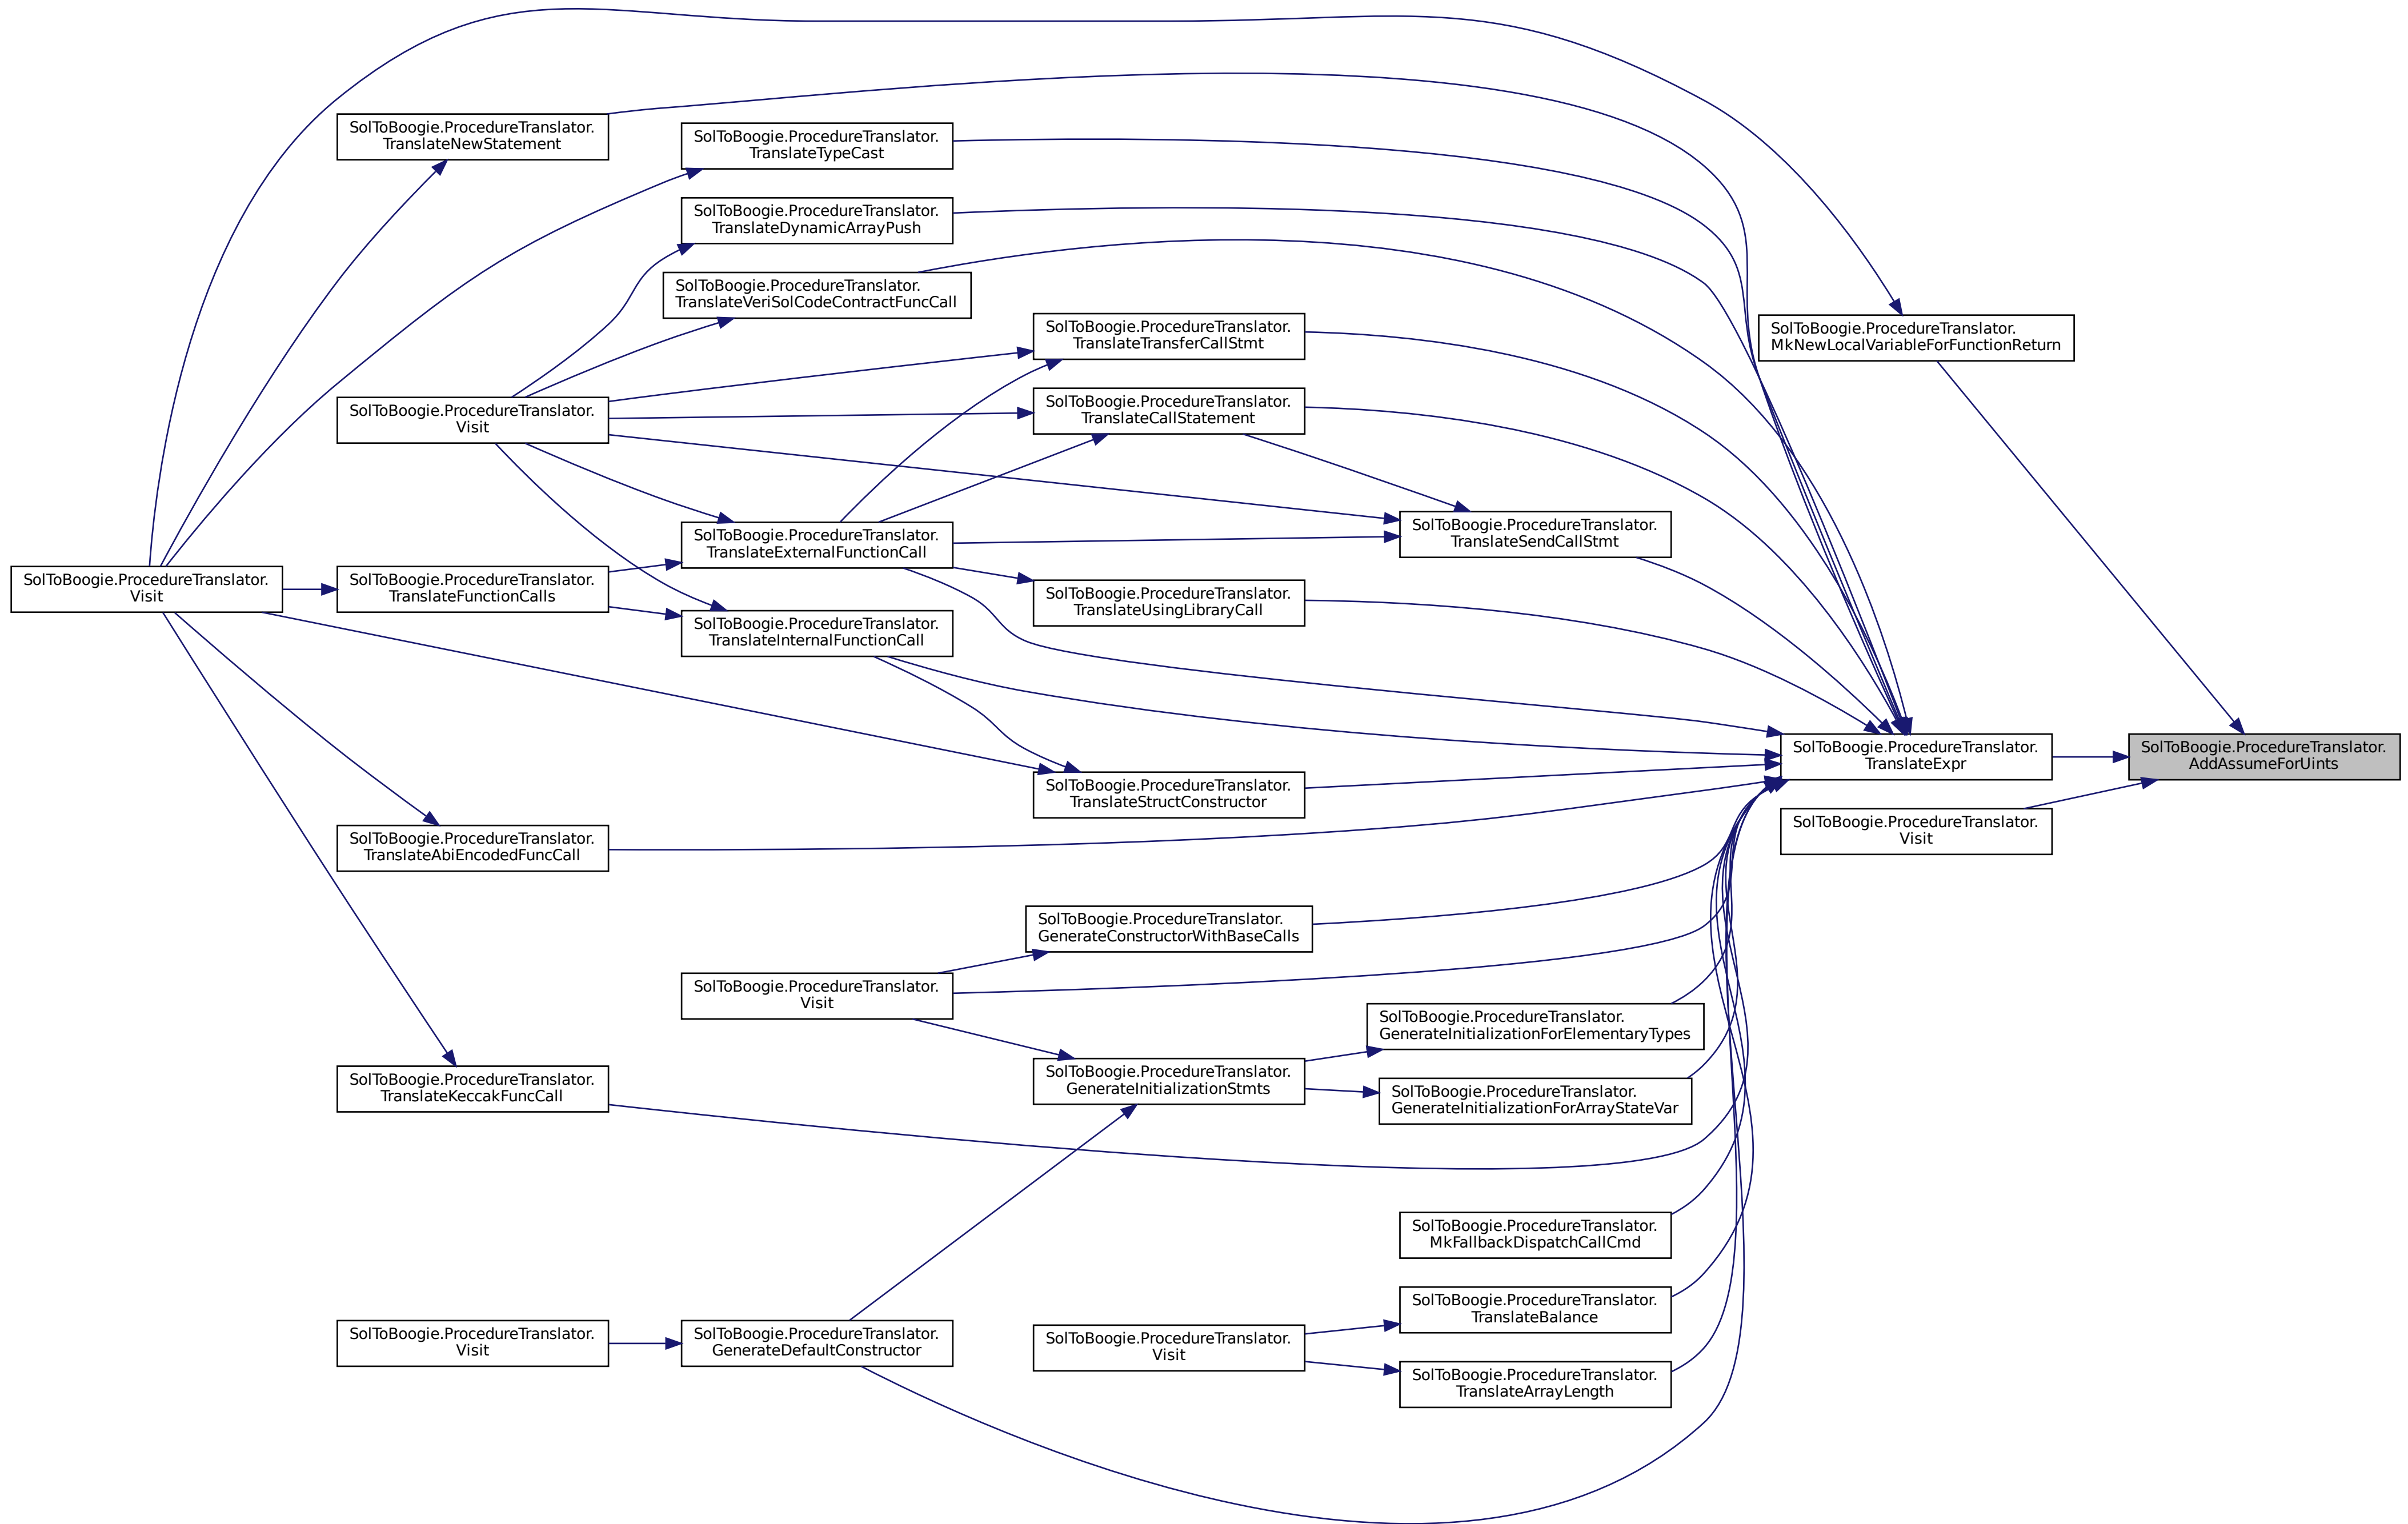 SolToBoogie.ProcedureTranslator.
TranslateNewStatement
SolToBoogie.ProcedureTranslator.
TranslateTypeCast
SolToBoogie.ProcedureTranslator.
TranslateDynamicArrayPush
SolToBoogie.ProcedureTranslator.
TranslateVeriSolCodeContractFuncCall
SolToBoogie.ProcedureTranslator.
TranslateTransferCallStmt
SolToBoogie.ProcedureTranslator.
MkNewLocalVariableForFunctionReturn
SolToBoogie.ProcedureTranslator.
Visit
SolToBoogie.ProcedureTranslator.
TranslateCallStatement
SolToBoogie.ProcedureTranslator.
TranslateExternalFunctionCall
SolToBoogie.ProcedureTranslator.
TranslateSendCallStmt
SolToBoogie.ProcedureTranslator.
Visit
SolToBoogie.ProcedureTranslator.
TranslateFunctionCalls
SolToBoogie.ProcedureTranslator.
TranslateUsingLibraryCall
SolToBoogie.ProcedureTranslator.
TranslateInternalFunctionCall
SolToBoogie.ProcedureTranslator.
TranslateExpr
SolToBoogie.ProcedureTranslator.
AddAssumeForUints
SolToBoogie.ProcedureTranslator.
TranslateStructConstructor
SolToBoogie.ProcedureTranslator.
Visit
SolToBoogie.ProcedureTranslator.
TranslateAbiEncodedFuncCall
SolToBoogie.ProcedureTranslator.
GenerateConstructorWithBaseCalls
SolToBoogie.ProcedureTranslator.
Visit
SolToBoogie.ProcedureTranslator.
GenerateInitializationForElementaryTypes
SolToBoogie.ProcedureTranslator.
GenerateInitializationStmts
SolToBoogie.ProcedureTranslator.
TranslateKeccakFuncCall
SolToBoogie.ProcedureTranslator.
GenerateInitializationForArrayStateVar
SolToBoogie.ProcedureTranslator.
MkFallbackDispatchCallCmd
SolToBoogie.ProcedureTranslator.
TranslateBalance
SolToBoogie.ProcedureTranslator.
Visit
SolToBoogie.ProcedureTranslator.
GenerateDefaultConstructor
SolToBoogie.ProcedureTranslator.
Visit
SolToBoogie.ProcedureTranslator.
TranslateArrayLength